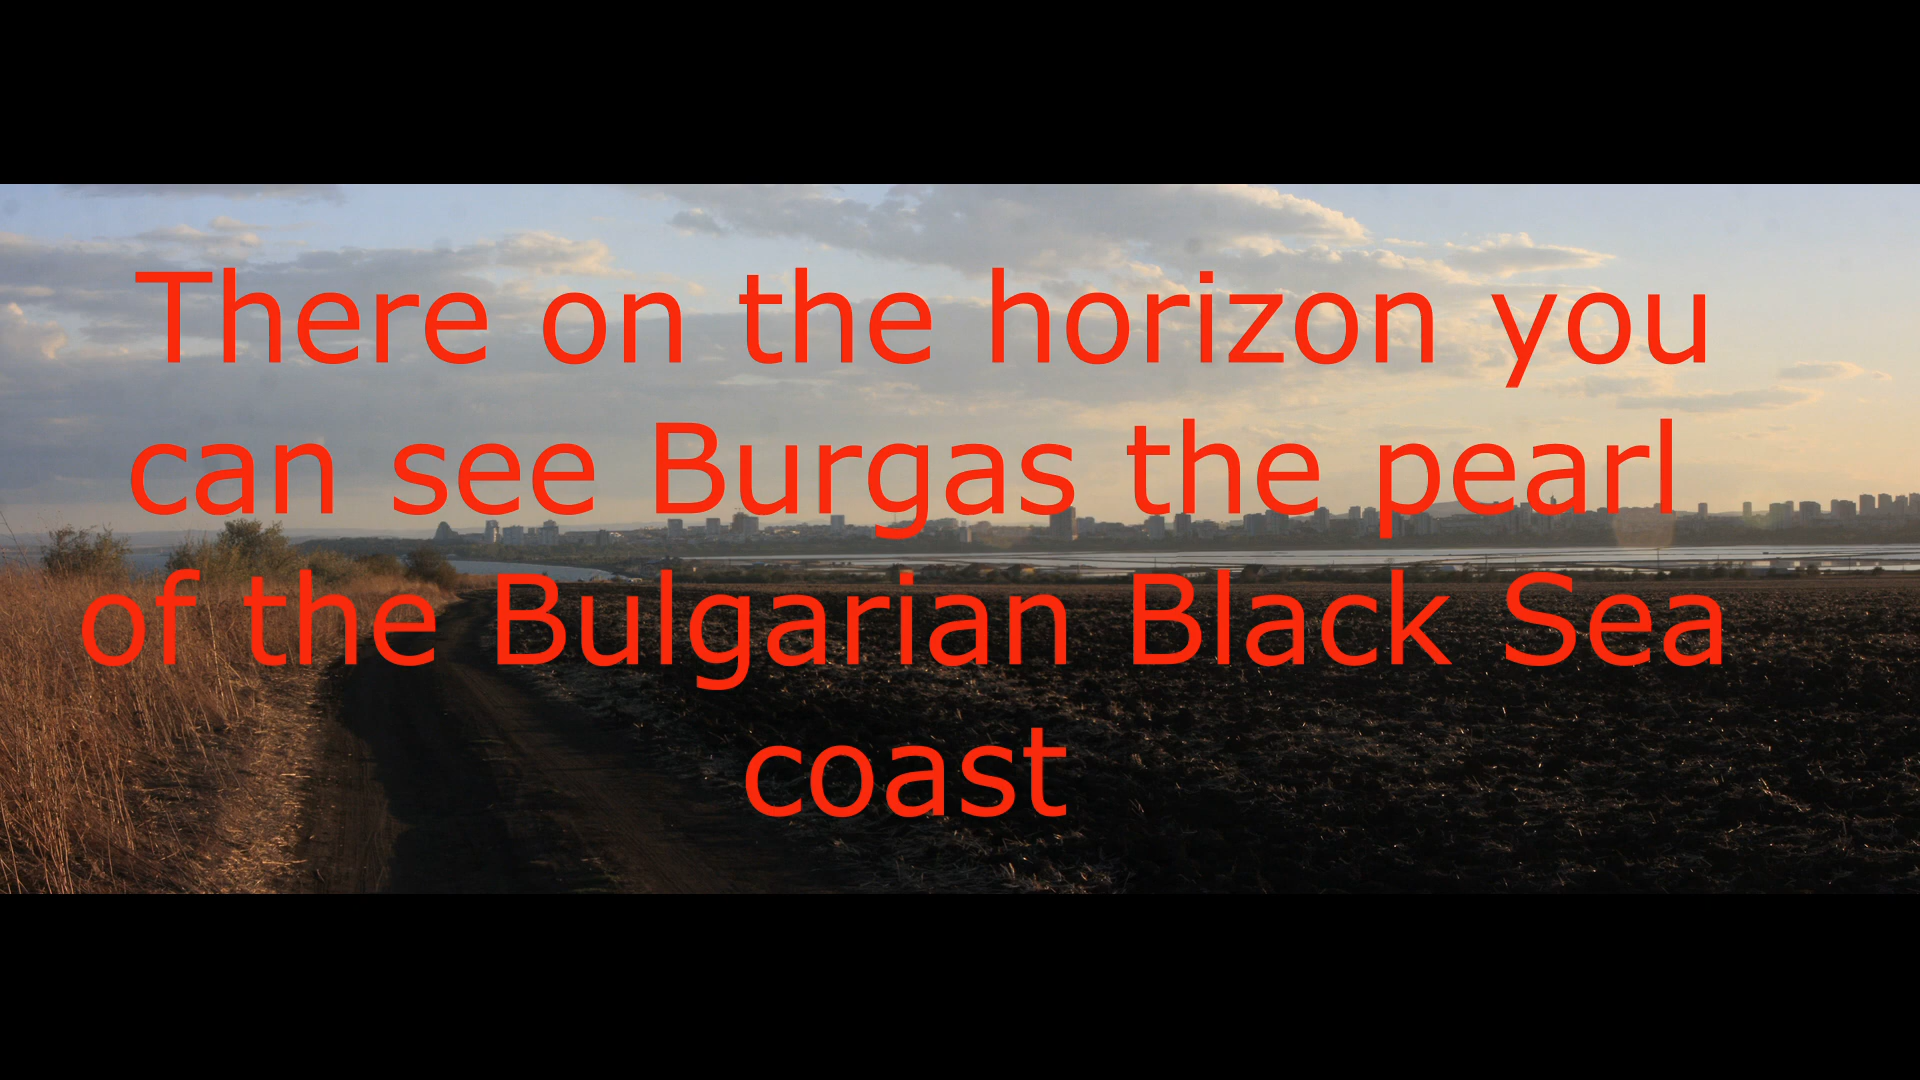 There on the horizon you
can see Burgas the pearl
of the Bulgarian Black Sea
coast